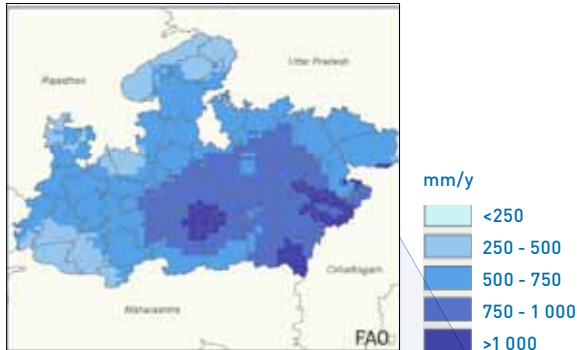 Uttar Pradesh
Rajasthan
Chhattisgarh
Maharashtra
FAO
mm/y
<250
250 - 500
500 - 750
750 - 1 000
>1 000